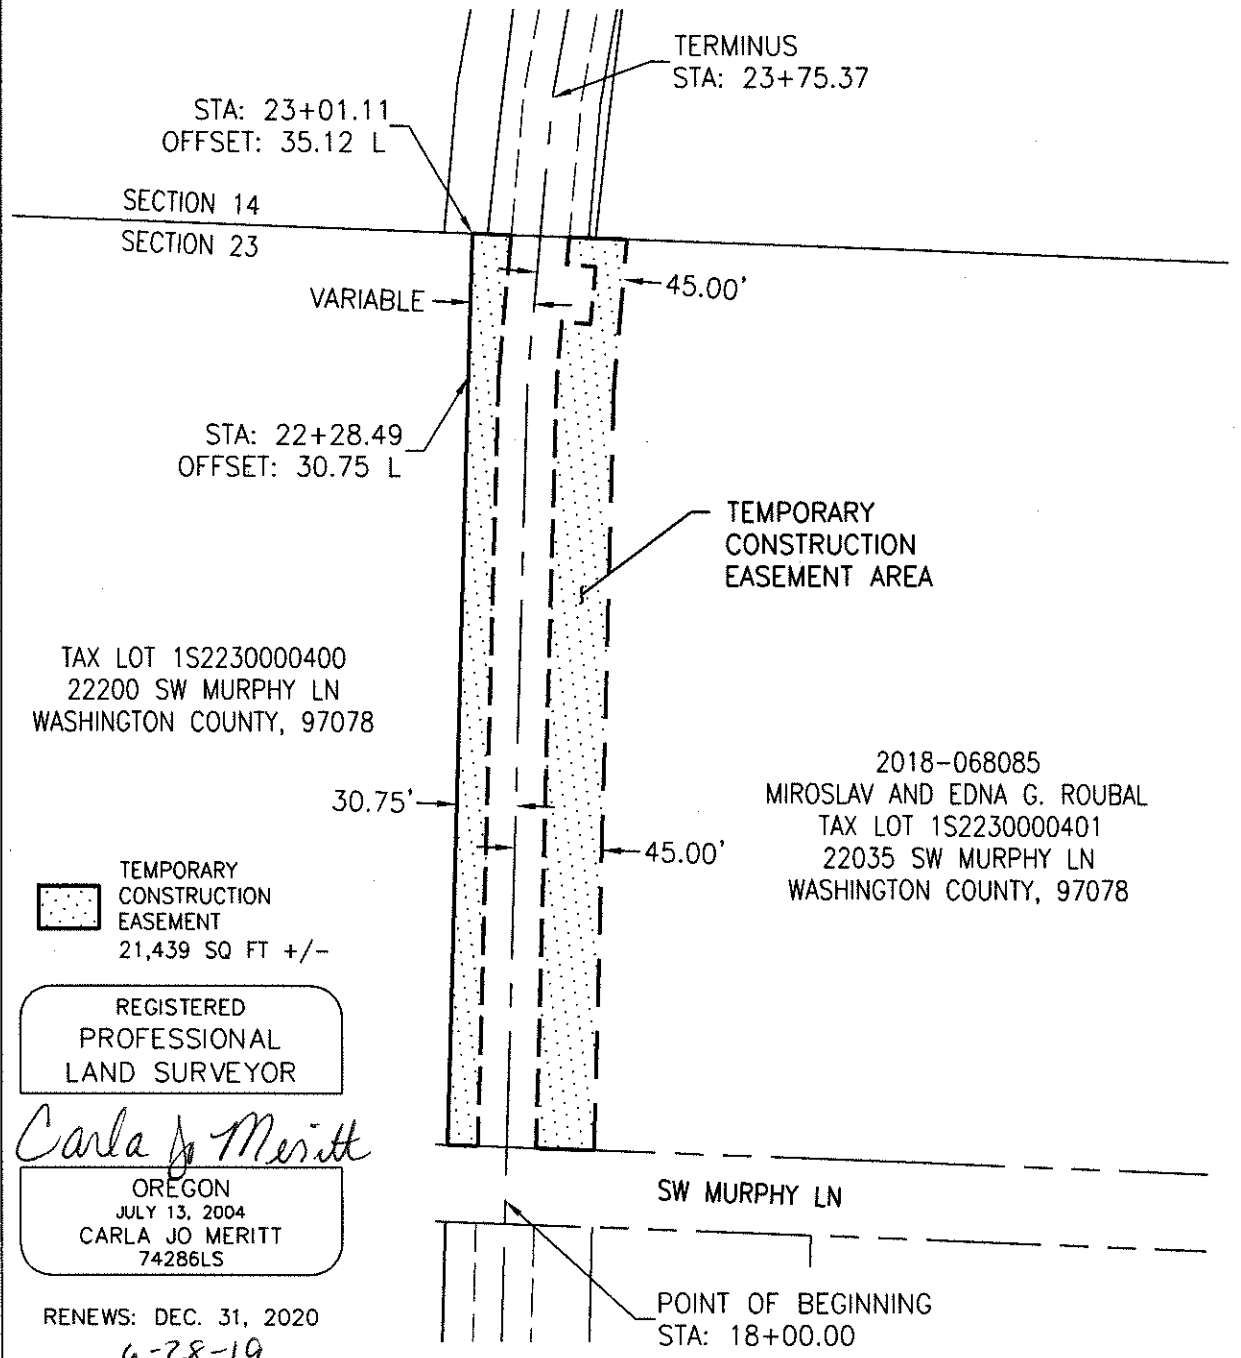 TERMINUS
STA: 23+75.37
STA: 23+01.11
OFFSET: 35.12 L
SECTION 14
SECTION 23
VARIABLE
45.00'
STA: 22+28.49
OFFSET: 30.75 L
TEMPORARY
CONSTRUCTION
EASEMENT AREA
TAX LOT 1S2230000400
22200 SW MURPHY LN
WASHINGTON COUNTY, 97078
2018-068085
MIROSLAV AND EDNA G. ROUBAL
TAX LOT 1S2230000401
22035 SW MURPHY LN
WASHINGTON COUNTY, 97078
30.75'
45.00'
TEMPORARY
CONSTRUCTION
EASEMENT
21,439 SQ FT +/-
REGISTERED
PROFESSIONAL
LAND SURVEYOR
Carla Jo Meritt
OREGON
JULY 13, 2004
CARLA JO MERITT
74286LS
SW MURPHY LN
POINT OF BEGINNING
STA: 18+00.00
RENEWS: DEC. 31, 2020
6-28-19